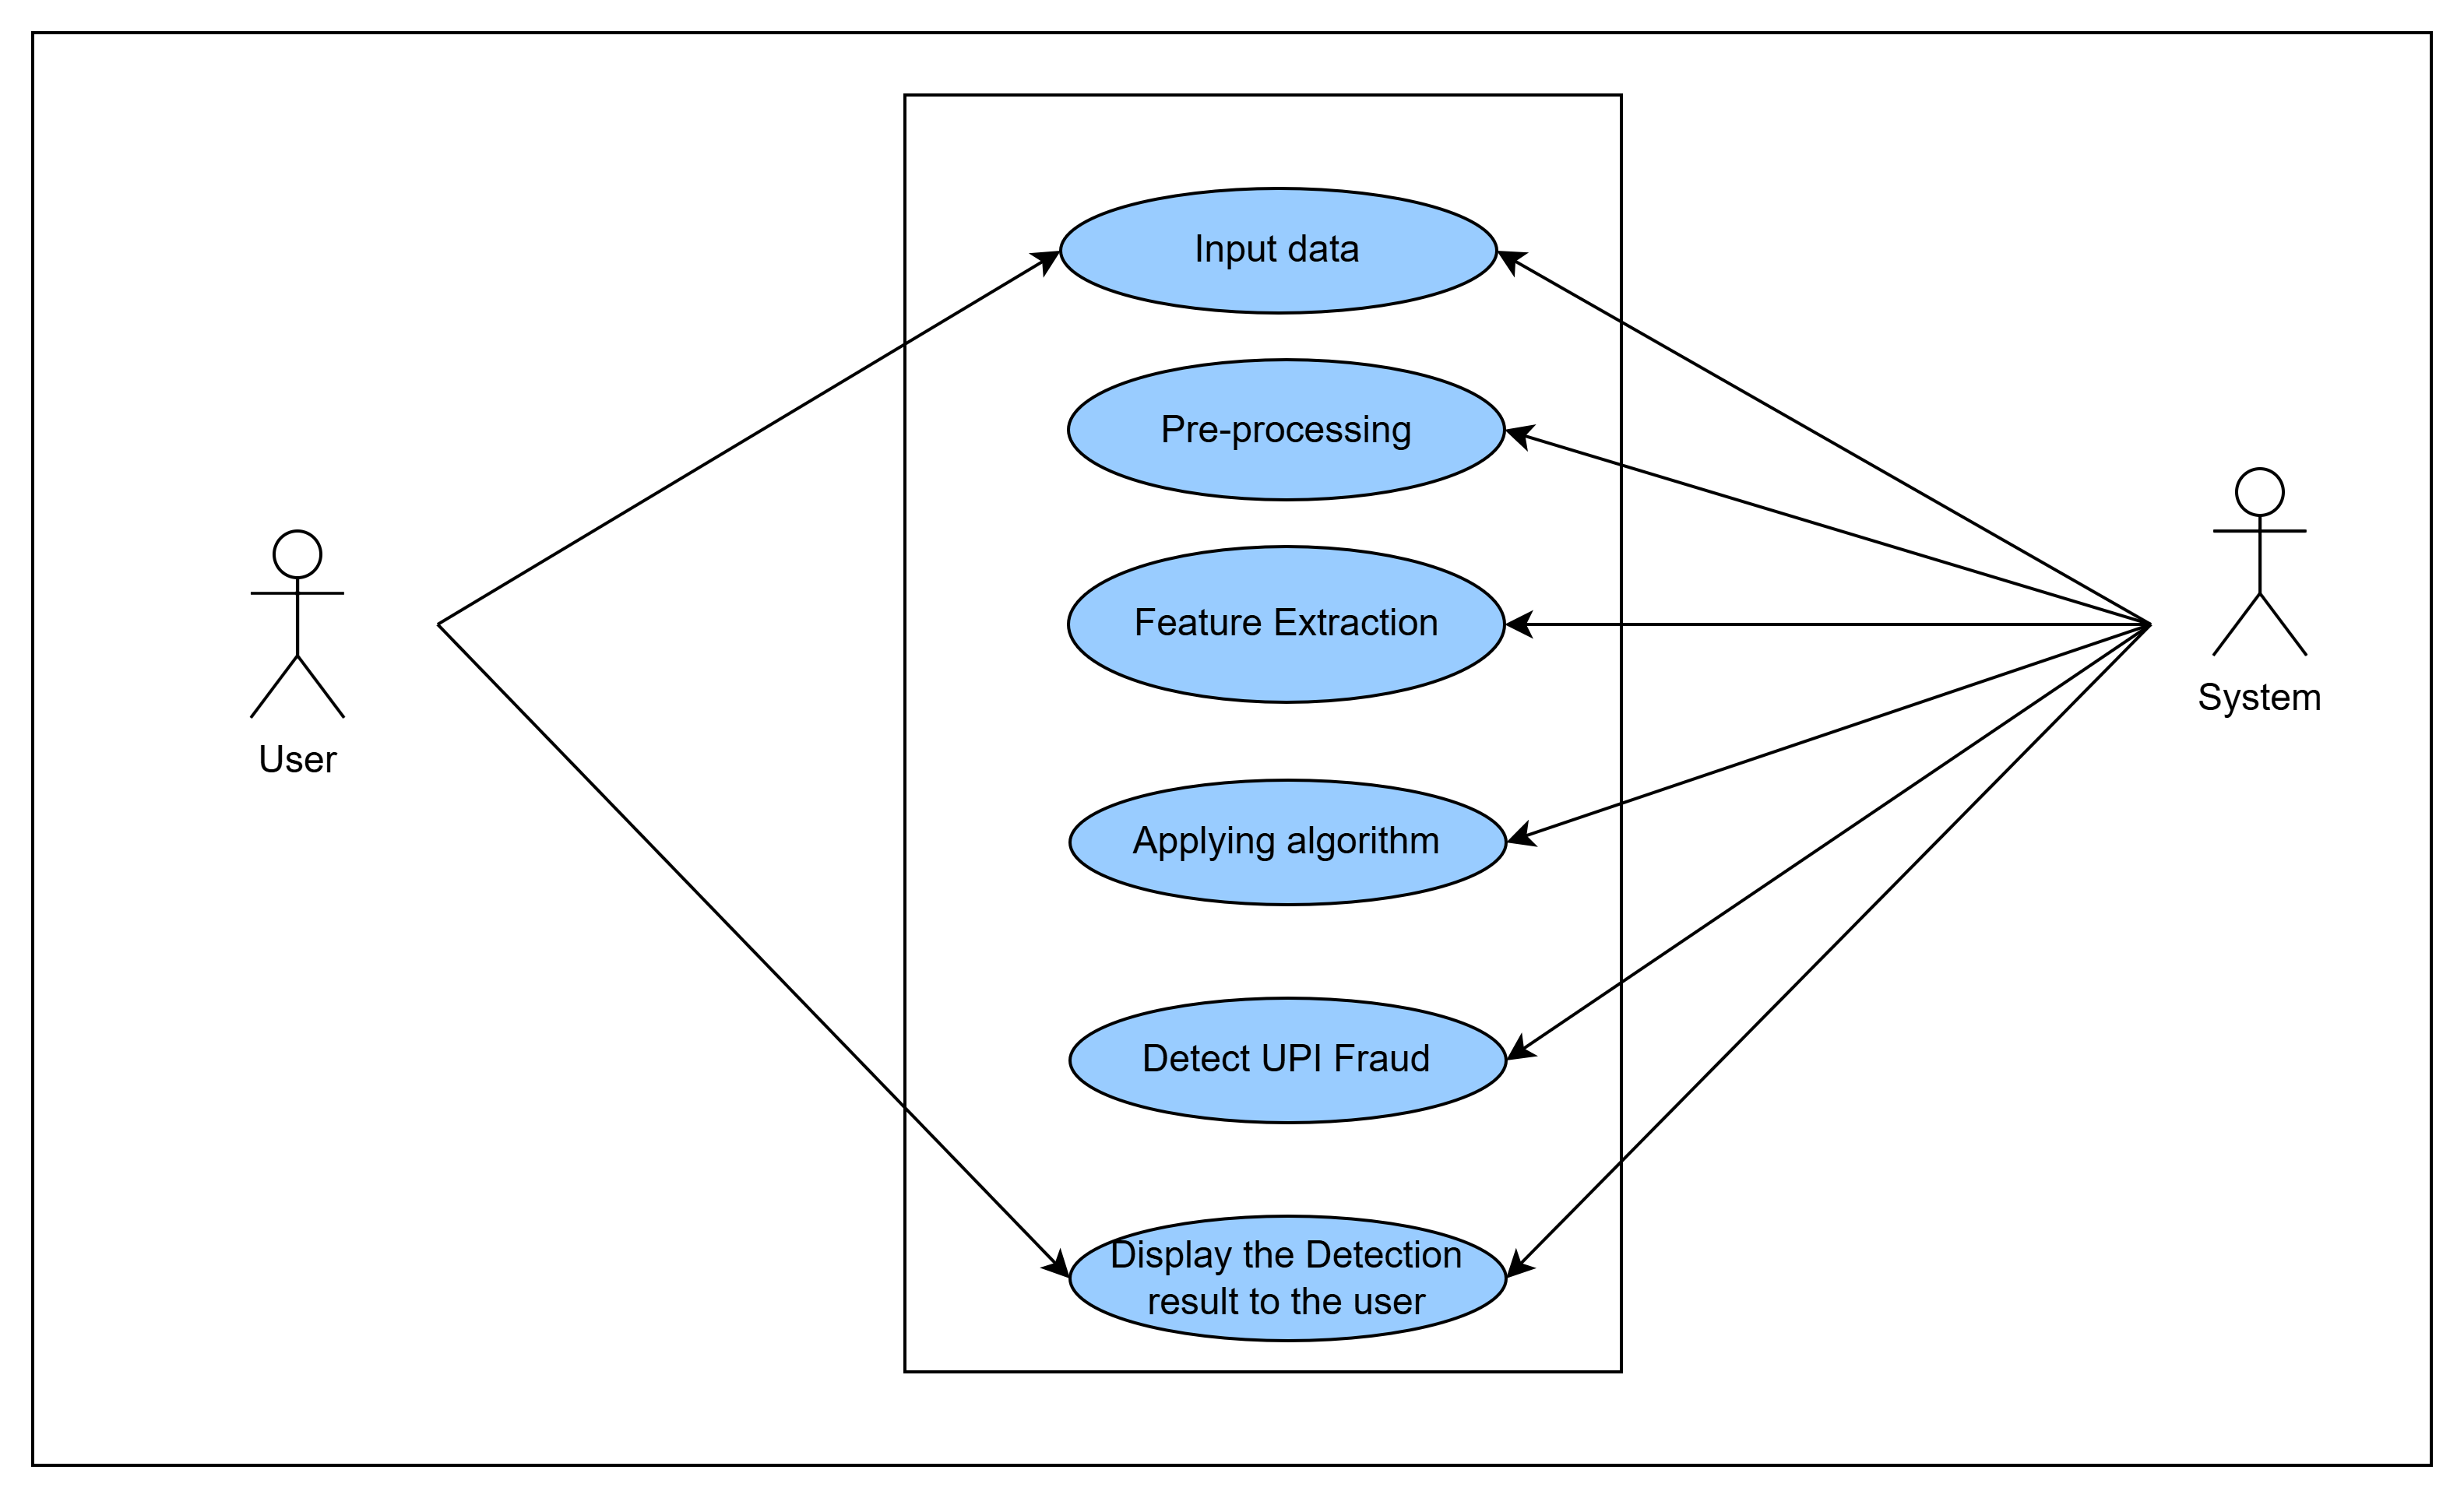 Input data
Pre-processing
Feature Extraction
Applying algorithm
Detect UPI Fraud
Display the Detection
result to the user
User
System